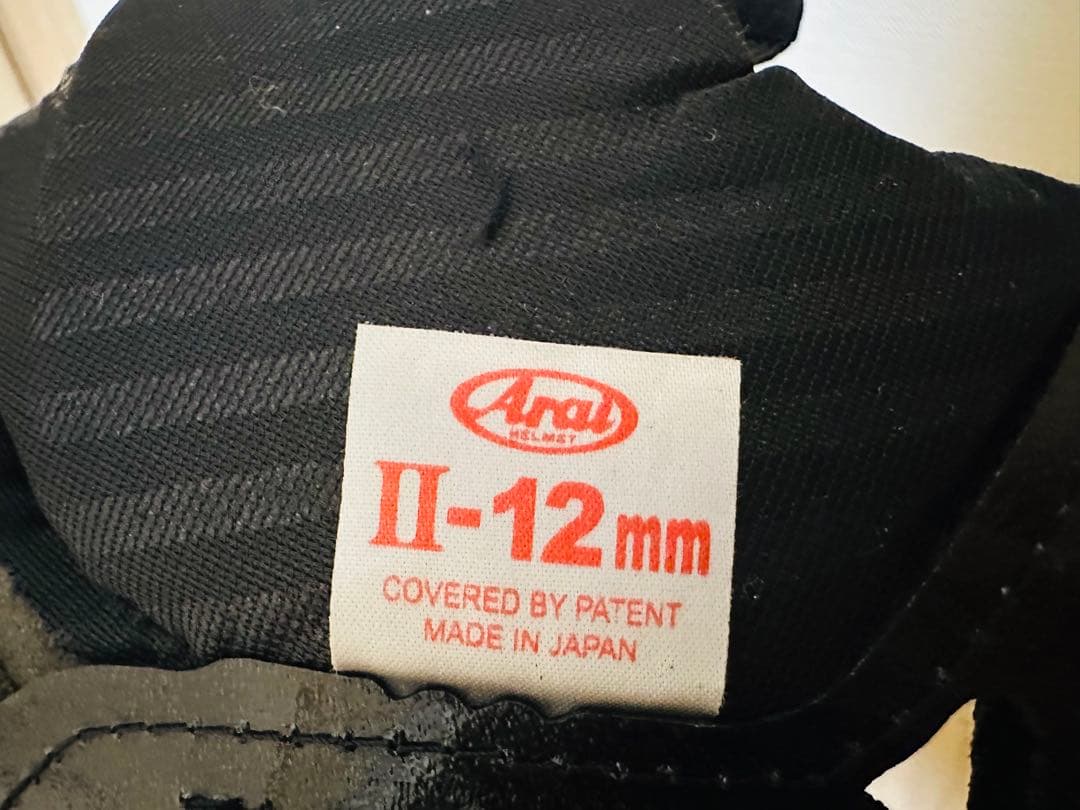 Arai
HELMET
II-12mm
COVERED BY PATENT
MADE IN JAPAN